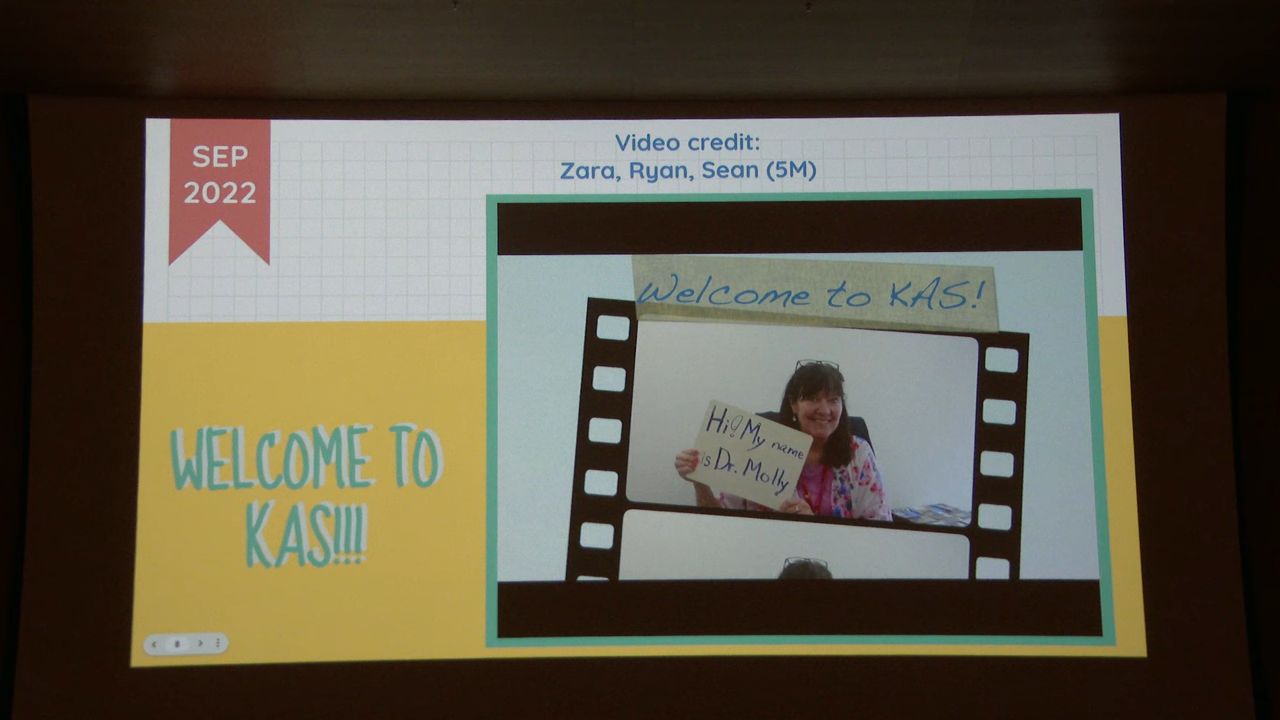 SEP
2022
Video credit:
Zara, Ryan, Sean (5M)
Welcome to KAS!
Hi! My name
is Dr. Molly
WELCOME TO
KAS!!!